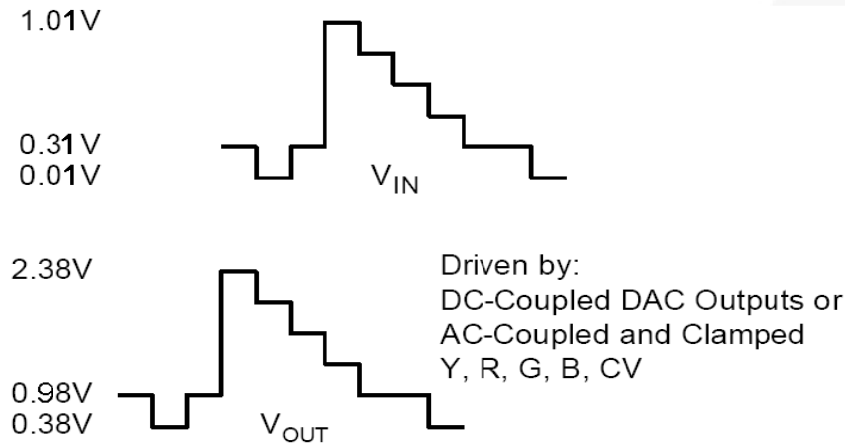 1.01V
0.31V
0.01V
VIN
2.38V
0.98V
0.38V
VOUT
Driven by:
DC-Coupled DAC Outputs or
AC-Coupled and Clamped
Y, R, G, B, CV